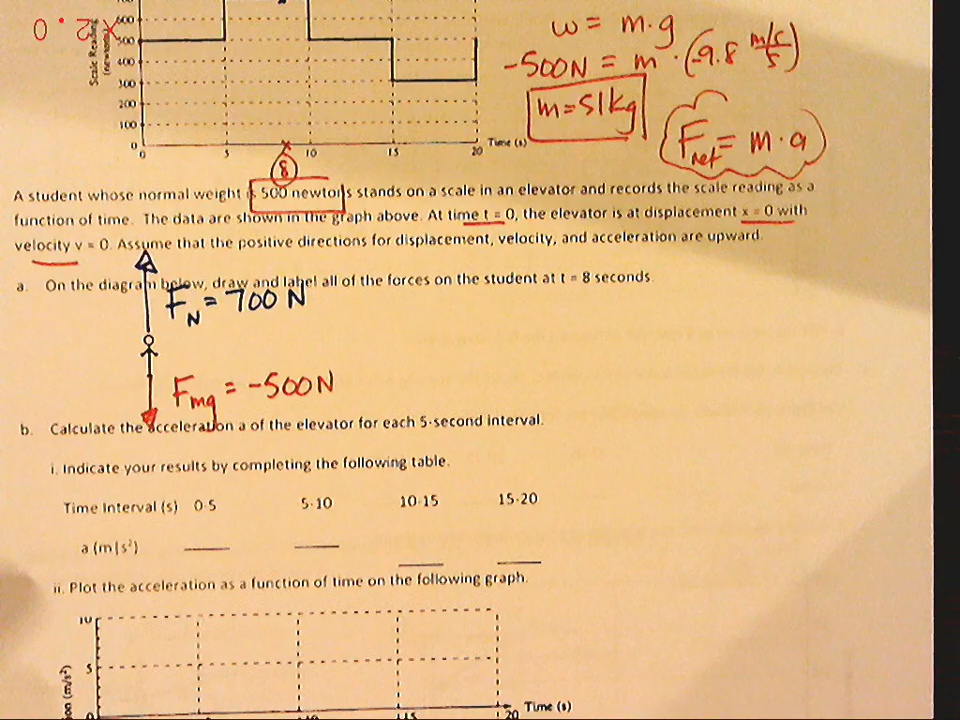 x 2.0
600
500
400
300
200
100
0
Scale Reading
(newtons)
0 5 10 15 20 Time (s)
8
w = m·g
-500N = m·(-9.8 m/s/s)
m=51kg
Fnet = m·a
A student whose normal weight is 500 newtons stands on a scale in an elevator and records the scale reading as a
function of time. The data are shown in the graph above. At time t = 0, the elevator is at displacement x = 0 with
velocity v = 0. Assume that the positive directions for displacement, velocity, and acceleration are upward.
a. On the diagram below, draw and label all of the forces on the student at t = 8 seconds.
FN = 700 N
Fmg = -500N
b. Calculate the acceleration a of the elevator for each 5-second interval.
i. Indicate your results by completing the following table.
Time Interval (s) 0-5 5-10 10-15 15-20
a (m/s²)
ii. Plot the acceleration as a function of time on the following graph.
10
5
0
(m/s²)
10 15 20 Time (s)